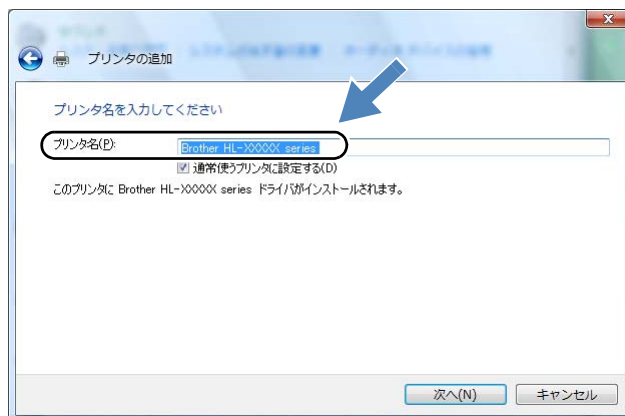 プリンタの追加
プリンタ名を入力してください
プリンタ名(P): Brother HL-XXXXX series
通常使うプリンタに設定する(D)
このプリンタに Brother HL-XXXXX series ドライバがインストールされます。
次へ(N) キャンセル